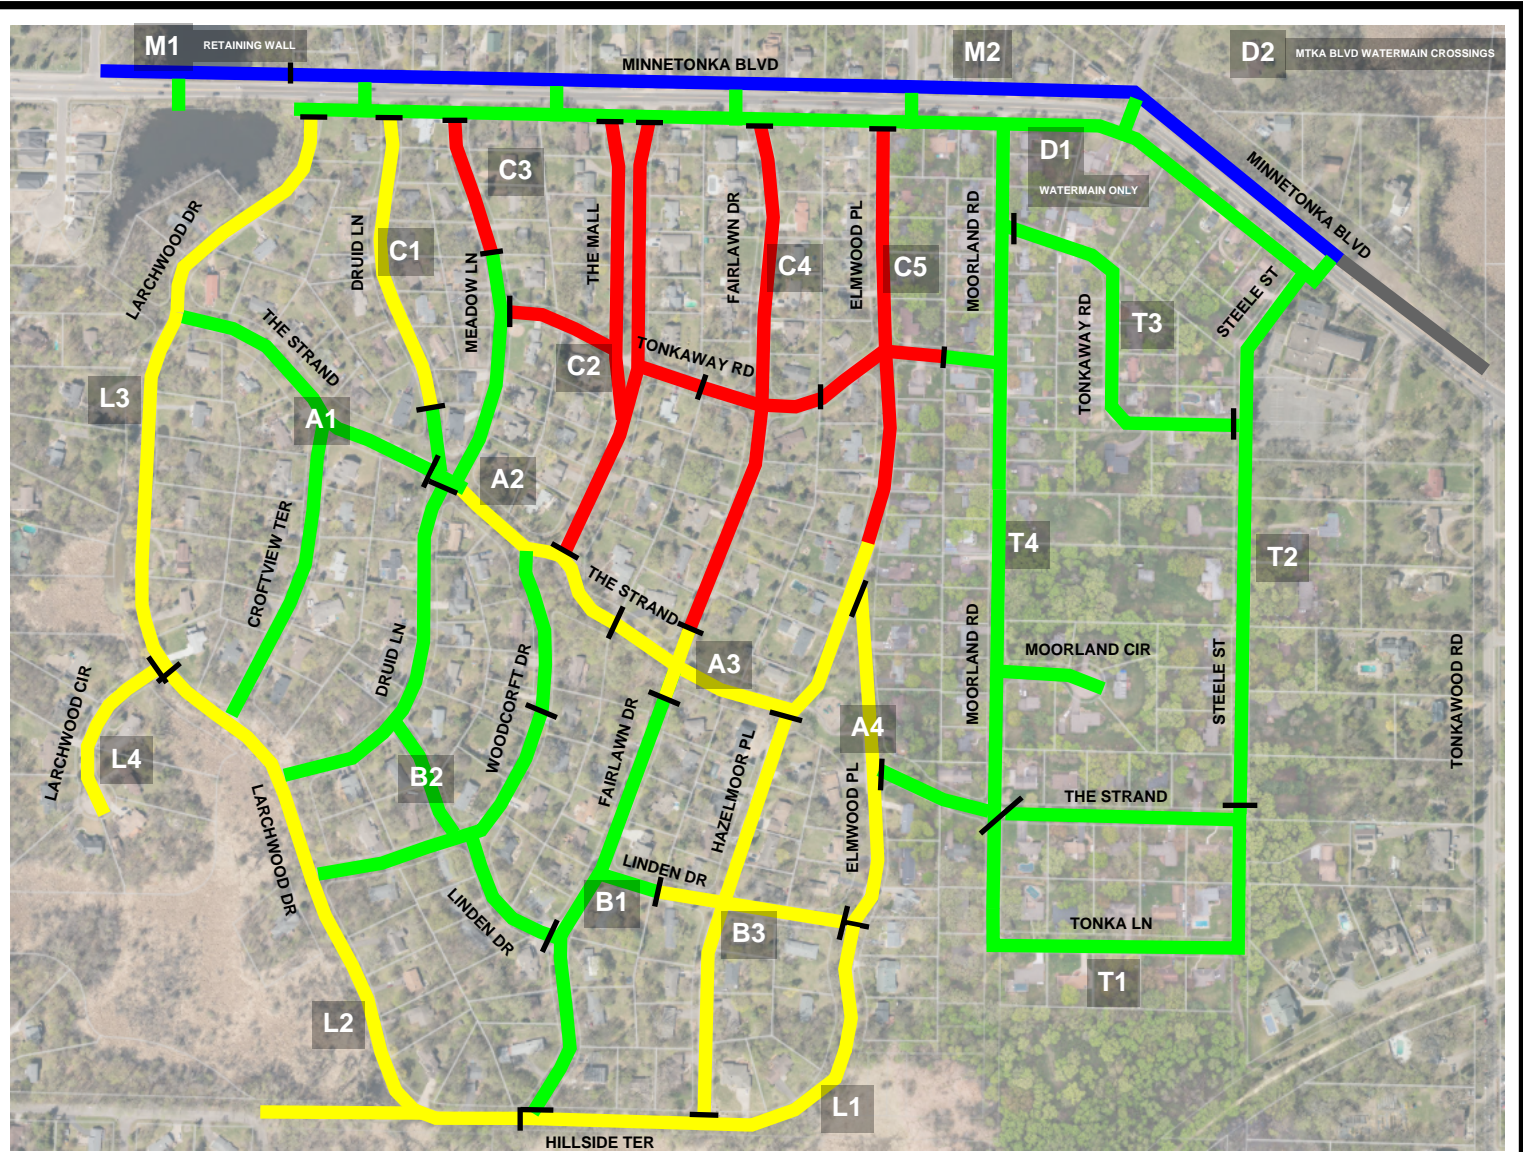 M1
RETAINING WALL
MINNETONKA BLVD
M2
D2
MTKA BLVD WATERMAIN CROSSINGS
D1
WATERMAIN ONLY
MINNETONKA BLVD
C3
LARCHWOOD DR
DRUID LN
C1
MEADOW LN
THE MALL
FAIRLAWN DR
C4
ELMWOOD PL
C5
MOORLAND RD
TONKAWAY RD
T3
STEELE ST
THE STRAND
C2
TONKAWAY RD
L3
A1
A2
CROFTVIEW TER
T4
T2
THE STRAND
DRUID LN
WOODCORFT DR
A3
MOORLAND RD
MOORLAND CIR
STEELE ST
TONKAWOOD RD
LARCHWOOD CIR
L4
B2
FAIRLAWN DR
HAZELMOOR PL
A4
ELMWOOD PL
THE STRAND
LARCHWOOD DR
LINDEN DR
LINDEN DR
B1
B3
TONKA LN
T1
L2
L1
HILLSIDE TER